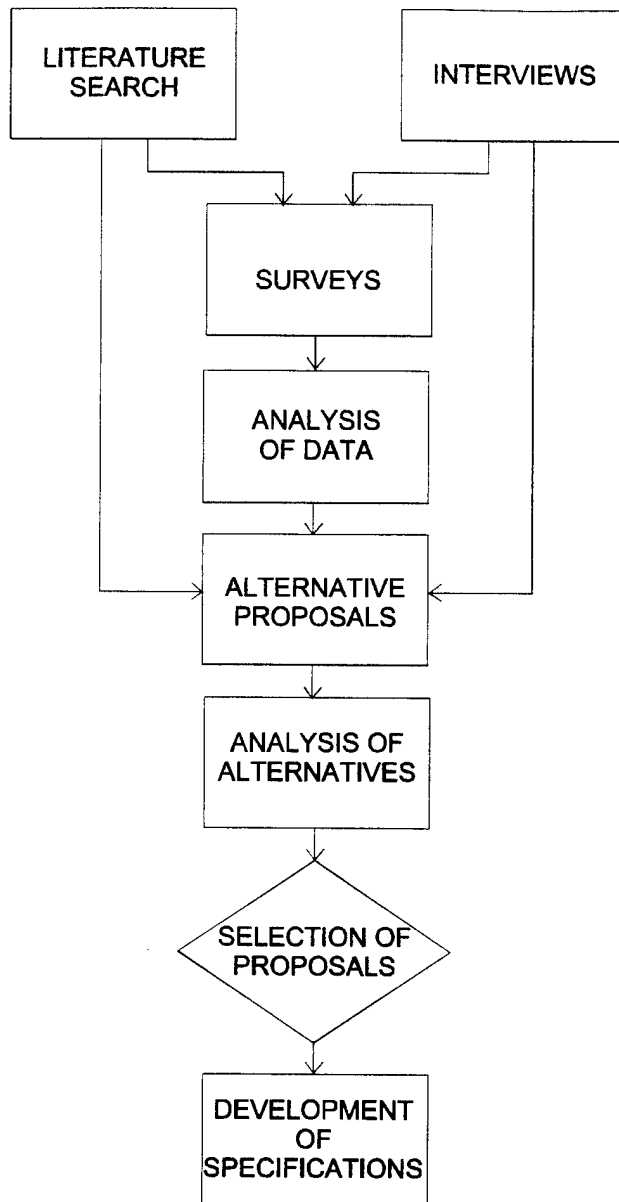 LITERATURE
SEARCH
INTERVIEWS
SURVEYS
ANALYSIS
OF DATA
ALTERNATIVE
PROPOSALS
ANALYSIS OF
ALTERNATIVES
SELECTION OF
PROPOSALS
DEVELOPMENT
OF
SPECIFICATIONS